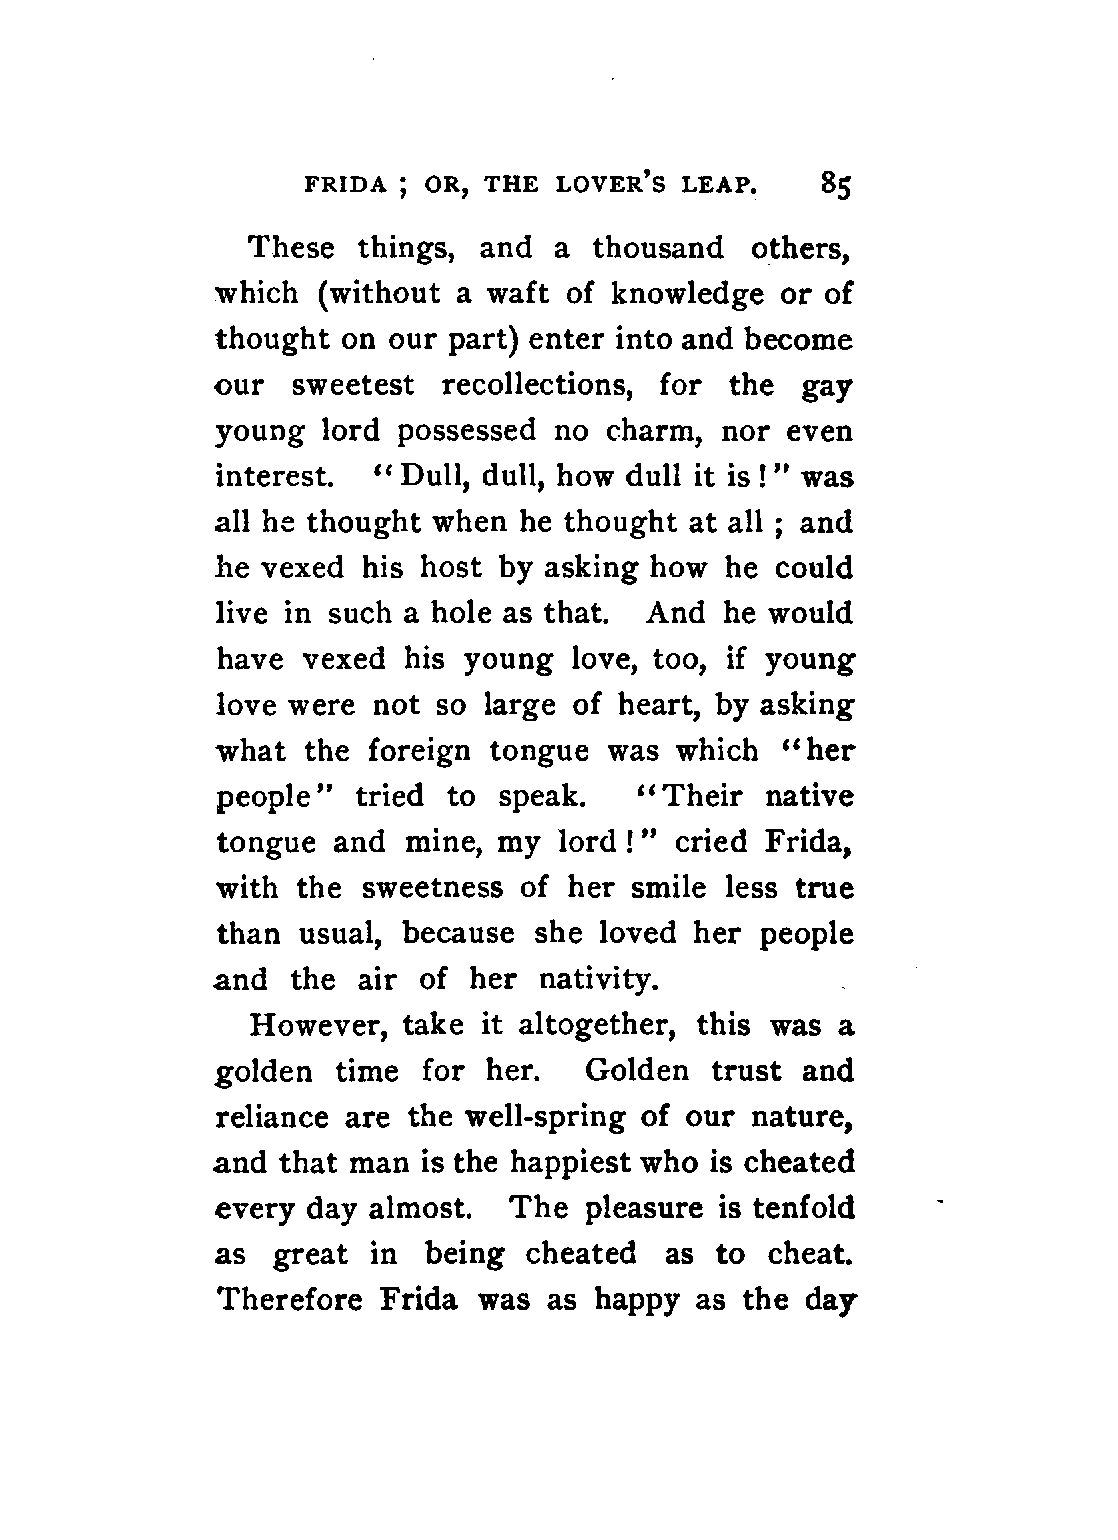 FRIDA ; OR, THE LOVER'S LEAP. 85
These things, and a thousand others,
which (without a waft of knowledge or of
thought on our part) enter into and become
our sweetest recollections, for the gay
young lord possessed no charm, nor even
interest. "Dull, dull, how dull it is!" was
all he thought when he thought at all ; and
he vexed his host by asking how he could
live in such a hole as that. And he would
have vexed his young love, too, if young
love were not so large of heart, by asking
what the foreign tongue was which "her
people" tried to speak. "Their native
tongue and mine, my lord!" cried Frida,
with the sweetness of her smile less true
than usual, because she loved her people
and the air of her nativity.
However, take it altogether, this was a
golden time for her. Golden trust and
reliance are the well-spring of our nature,
and that man is the happiest who is cheated
every day almost. The pleasure is tenfold
as great in being cheated as to cheat.
Therefore Frida was as happy as the day